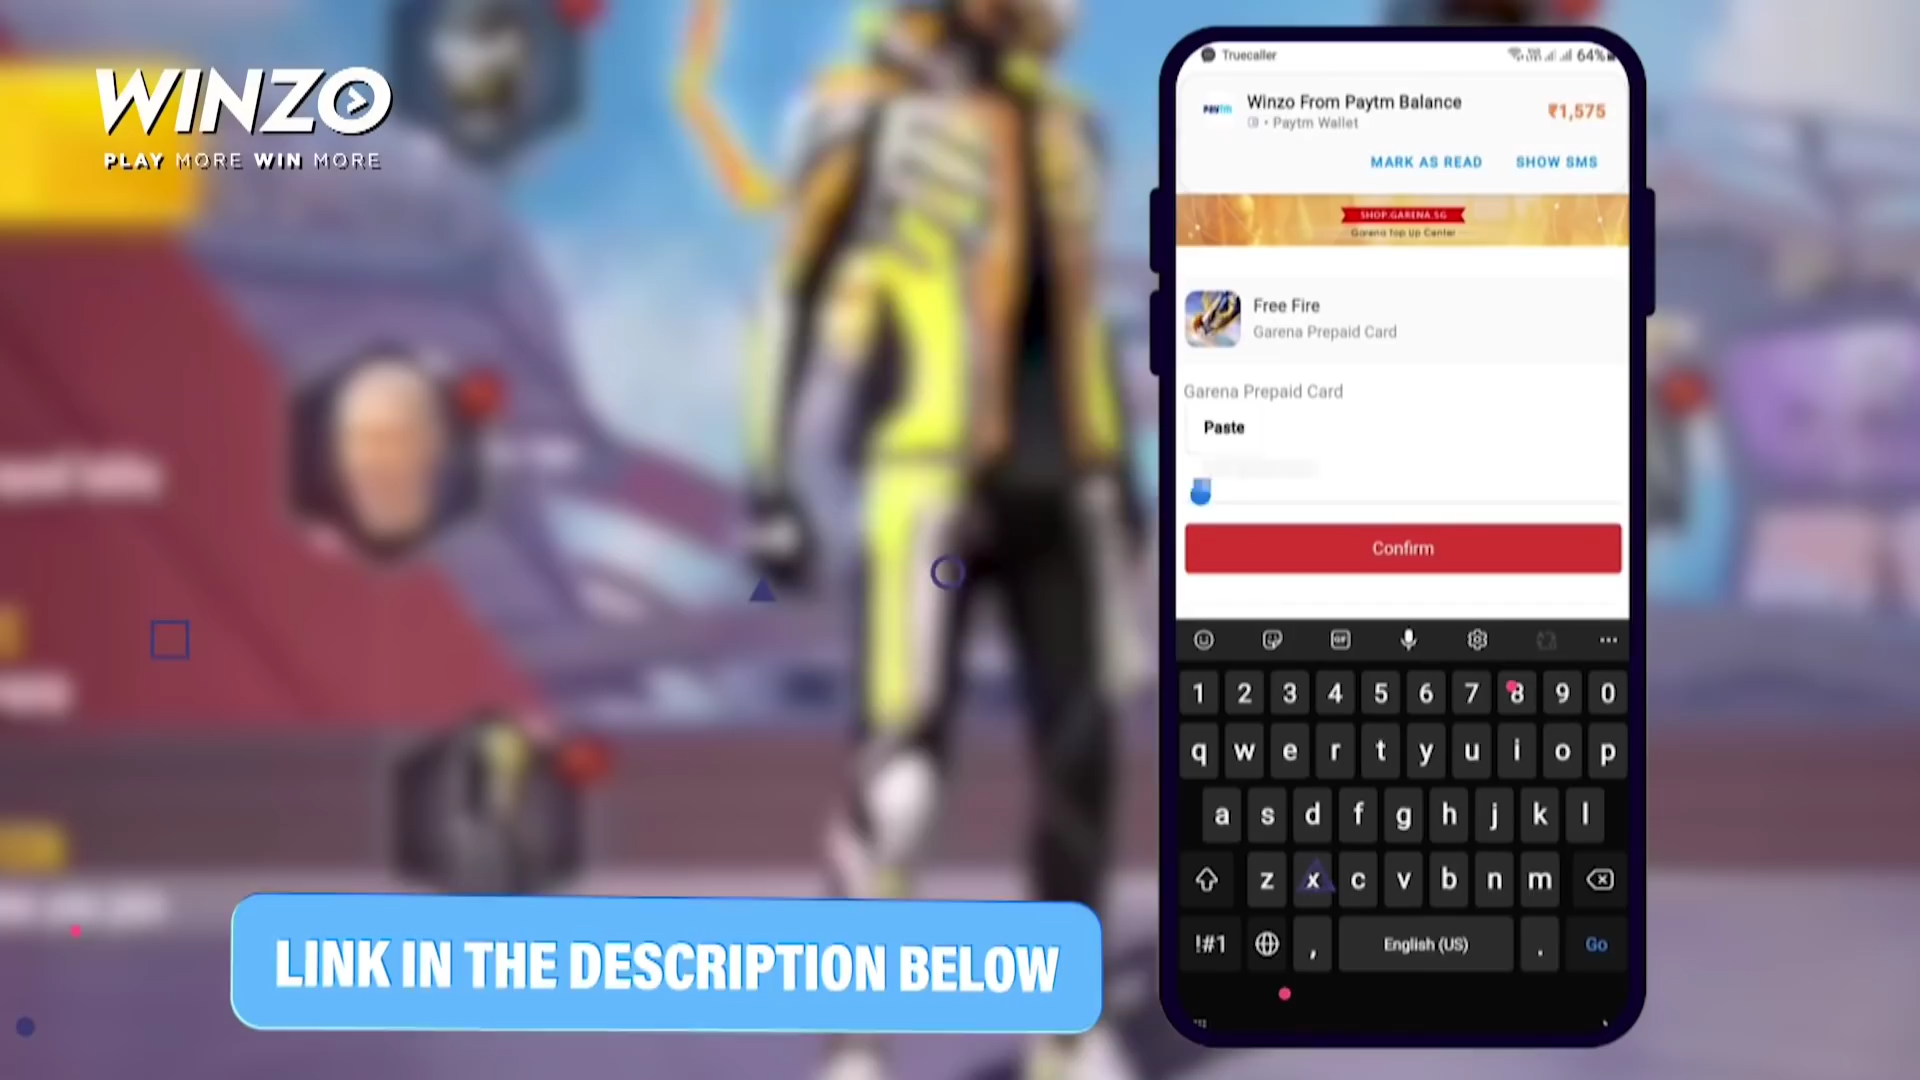 WINZO
PLAY MORE WIN MORE
Truecaller
64%
Paytm
Winzo From Paytm Balance
₹1,575
• Paytm Wallet
MARK AS READ
SHOW SMS
SHOP.GARENA.SG
Garena Top Up Center
Free Fire
Garena Prepaid Card
Garena Prepaid Card
Paste
Confirm
GIF
1 2 3 4 5 6 7 8 9 0
q w e r t y u i o p
a s d f g h j k l
z x c v b n m
!#1 , English (US) . Go
LINK IN THE DESCRIPTION BELOW